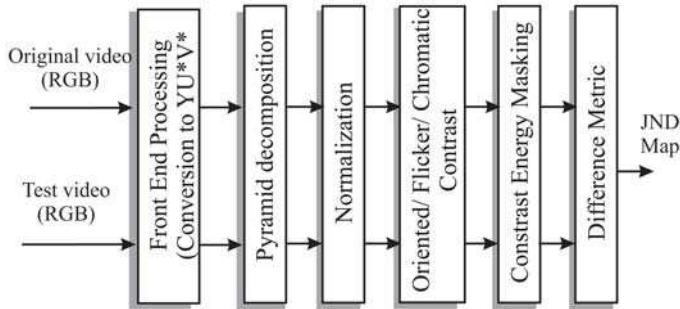 Original video
(RGB)
Test video
(RGB)
Front End Processing
(Conversion to YU*V*
Pyramid decomposition
Normalization
Oriented/ Flicker/ Chromatic
Contrast
Constrast Energy Masking
Difference Metric
JND
Map